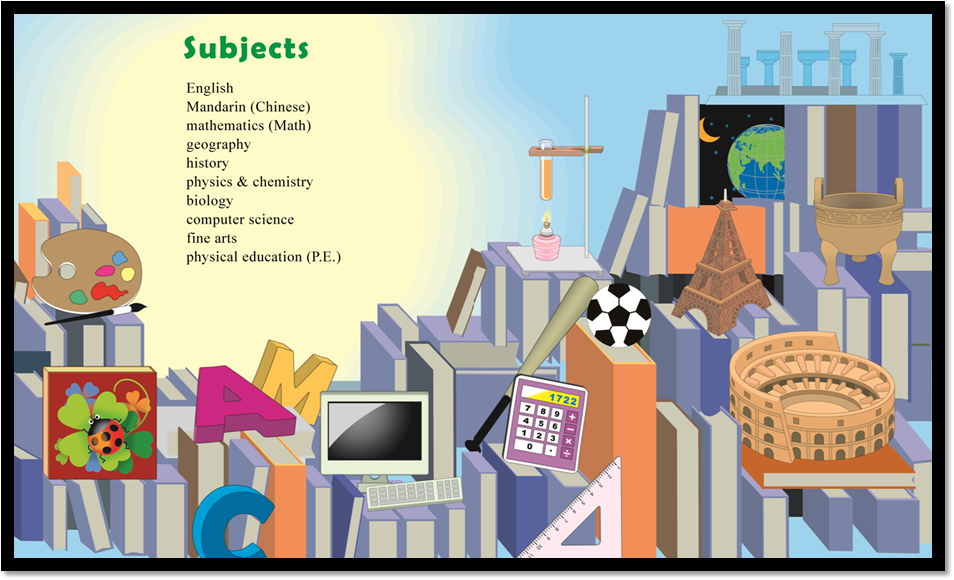 Subjects
English
Mandarin (Chinese)
mathematics (Math)
geography
history
physics & chemistry
biology
computer science
fine arts
physical education (P.E.)
A
M
C
1722
7 8 9 +
4 5 6 −
1 2 3 ×
0 · ÷